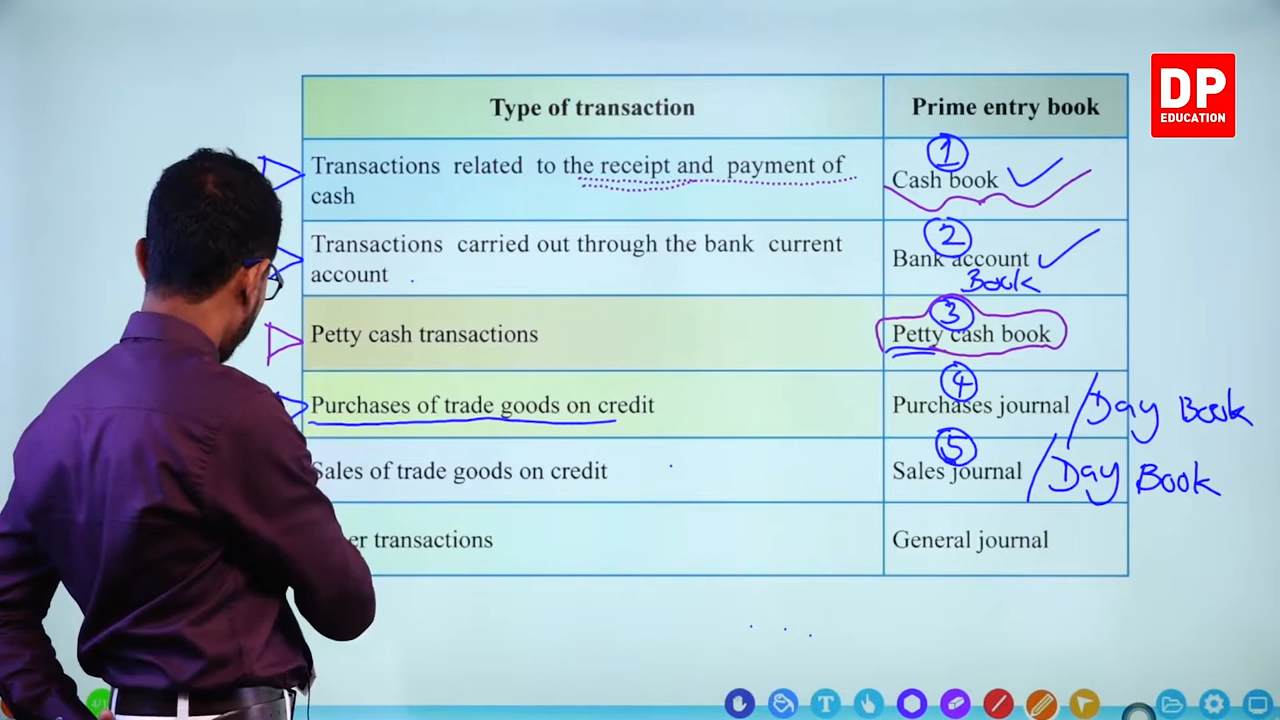 DP
EDUCATION
Type of transaction
Prime entry book
Transactions related to the receipt and payment of
cash
1
Cash book
Transactions carried out through the bank current
account
2
Bank account
Book
Petty cash transactions
3
Petty cash book
Purchases of trade goods on credit
4
Purchases journal / Day Book
Sales of trade goods on credit
5
Sales journal / Day Book
er transactions
General journal